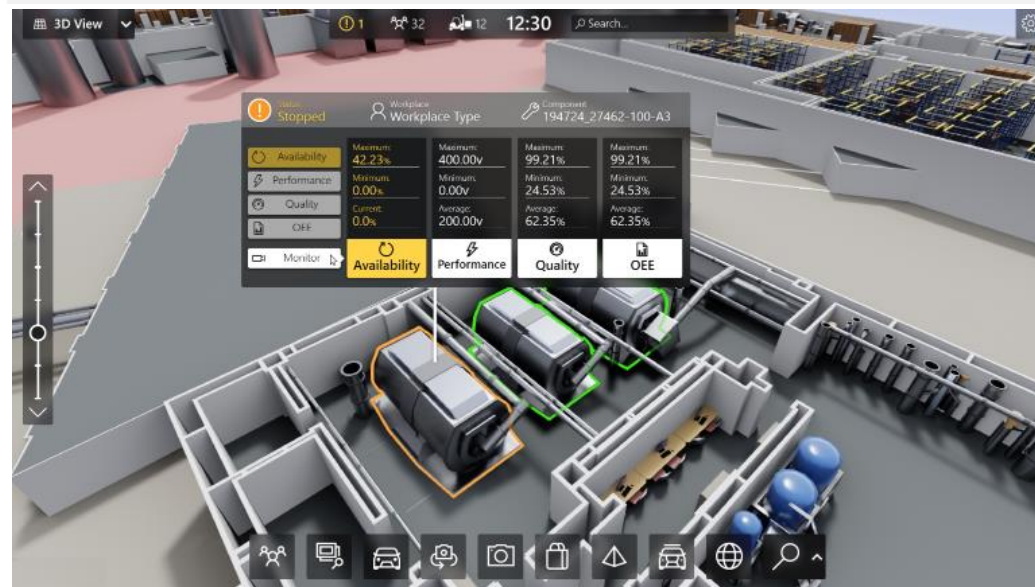 3D View
1
32
12
12:30
Search...
Status
Stopped
Workplace
Workplace Type
Component
194724_27462-100-A3
Availability
Performance
Quality
OEE
Monitor
Maximum:
42.23%
Minimum:
0.00%
Current:
0.0%
Availability
Maximum:
400.00v
Minimum:
0.00v
Average:
200.00v
Performance
Maximum:
99.21%
Minimum:
24.53%
Average:
62.35%
Quality
Maximum:
99.21%
Minimum:
24.53%
Average:
62.35%
OEE